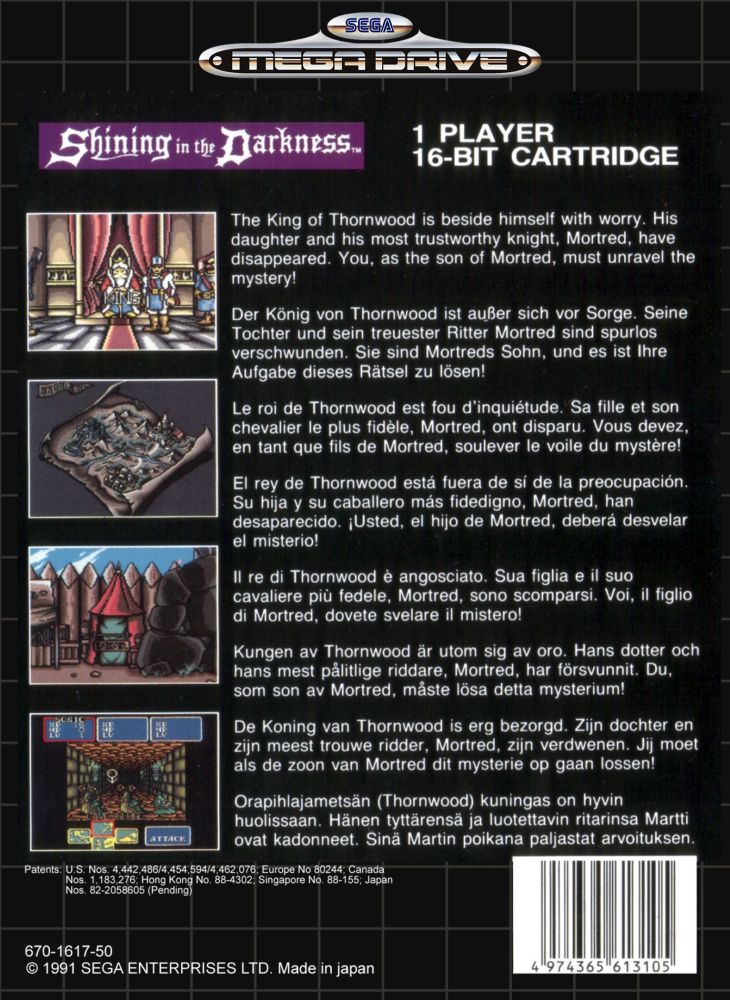 SEGA
MEGA DRIVE
Shining in the Darkness™
1 PLAYER
16-BIT CARTRIDGE
The King of Thornwood is beside himself with worry. His
daughter and his most trustworthy knight, Mortred, have
disappeared. You, as the son of Mortred, must unravel the
mystery!
Der König von Thornwood ist außer sich vor Sorge. Seine
Tochter und sein treuester Ritter Mortred sind spurlos
verschwunden. Sie sind Mortreds Sohn, und es ist Ihre
Aufgabe dieses Rätsel zu lösen!
Le roi de Thornwood est fou d'inquiétude. Sa fille et son
chevalier le plus fidèle, Mortred, ont disparu. Vous devez,
en tant que fils de Mortred, soulever le voile du mystère!
El rey de Thornwood está fuera de sí de la preocupación.
Su hija y su caballero más fidedigno, Mortred, han
desaparecido. ¡Usted, el hijo de Mortred, deberá desvelar
el misterio!
Il re di Thornwood è angosciato. Sua figlia e il suo
cavaliere più fedele, Mortred, sono scomparsi. Voi, il figlio
di Mortred, dovete svelare il mistero!
Kungen av Thornwood är utom sig av oro. Hans dotter och
hans mest pålitlige riddare, Mortred, har försvunnit. Du,
som son av Mortred, måste lösa detta mysterium!
De Koning van Thornwood is erg bezorgd. Zijn dochter en
zijn meest trouwe ridder, Mortred, zijn verdwenen. Jij moet
als de zoon van Mortred dit mysterie op gaan lossen!
Orapihlajametsän (Thornwood) kuningas on hyvin
huolissaan. Hänen tyttärensä ja luotettavin ritarinsa Martti
ovat kadonneet. Sinä Martin poikana paljastat arvoituksen.
KING
SONIC
HP
MP
LV 1
HP
MP
LV
HP
MP
LV
ATTACK
Patents: U.S. Nos. 4,442,486/4,454,594/4,462,076; Europe No 80244; Canada
Nos. 1,183,276; Hong Kong No. 88-4302; Singapore No. 88-155; Japan
Nos. 82-2058605 (Pending)
670-1617-50
© 1991 SEGA ENTERPRISES LTD. Made in japan
4 974365 613105